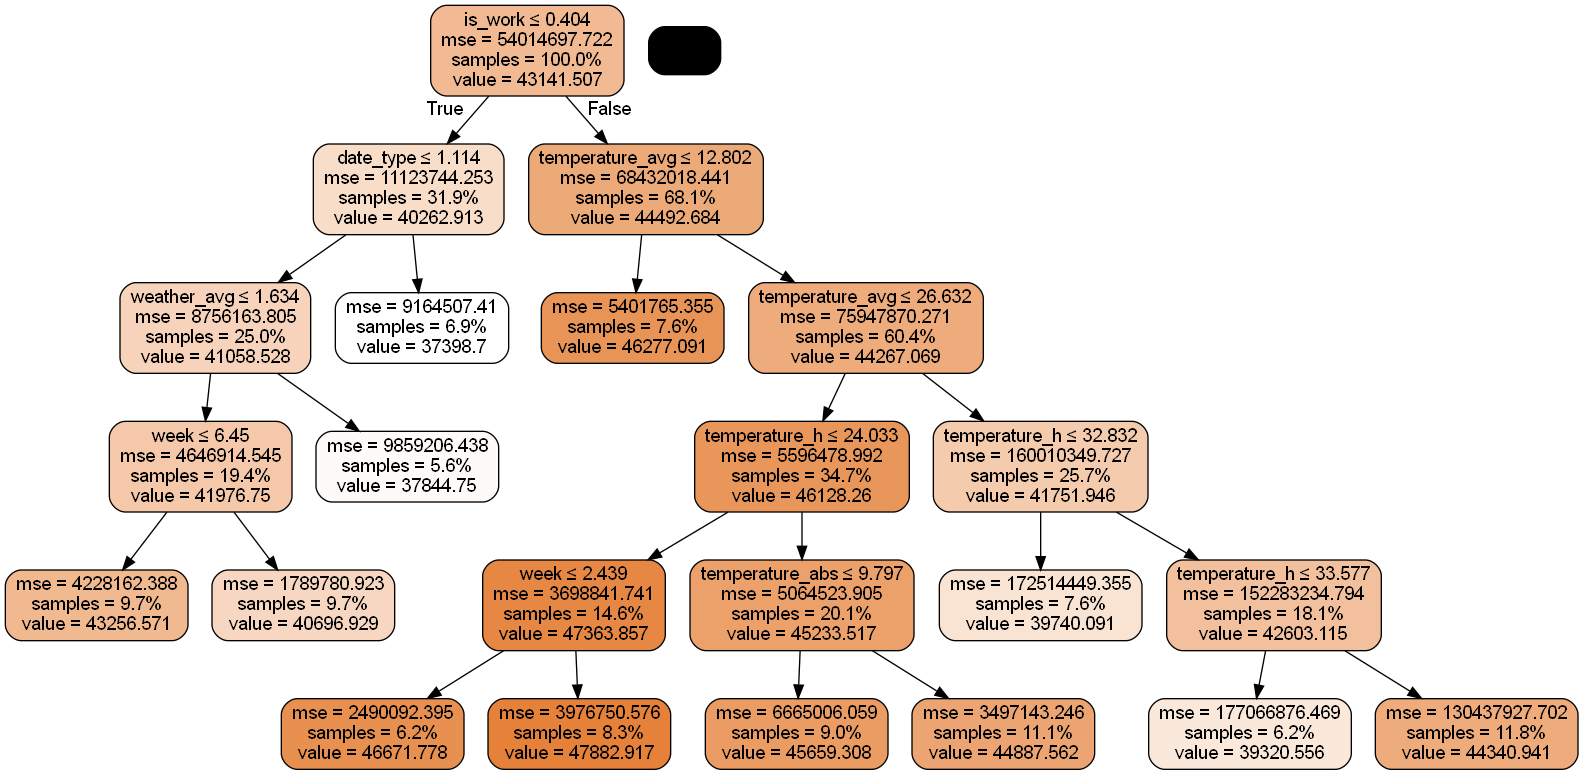 is_work ≤ 0.404
mse = 54014697.722
samples = 100.0%
value = 43141.507
True
False
date_type ≤ 1.114
mse = 11123744.253
samples = 31.9%
value = 40262.913
temperature_avg ≤ 12.802
mse = 68432018.441
samples = 68.1%
value = 44492.684
weather_avg ≤ 1.634
mse = 8756163.805
samples = 25.0%
value = 41058.528
mse = 9164507.41
samples = 6.9%
value = 37398.7
mse = 5401765.355
samples = 7.6%
value = 46277.091
temperature_avg ≤ 26.632
mse = 75947870.271
samples = 60.4%
value = 44267.069
week ≤ 6.45
mse = 4646914.545
samples = 19.4%
value = 41976.75
mse = 9859206.438
samples = 5.6%
value = 37844.75
temperature_h ≤ 24.033
mse = 5596478.992
samples = 34.7%
value = 46128.26
temperature_h ≤ 32.832
mse = 160010349.727
samples = 25.7%
value = 41751.946
mse = 4228162.388
samples = 9.7%
value = 43256.571
mse = 1789780.923
samples = 9.7%
value = 40696.929
week ≤ 2.439
mse = 3698841.741
samples = 14.6%
value = 47363.857
temperature_abs ≤ 9.797
mse = 5064523.905
samples = 20.1%
value = 45233.517
mse = 172514449.355
samples = 7.6%
value = 39740.091
temperature_h ≤ 33.577
mse = 152283234.794
samples = 18.1%
value = 42603.115
mse = 2490092.395
samples = 6.2%
value = 46671.778
mse = 3976750.576
samples = 8.3%
value = 47882.917
mse = 6665006.059
samples = 9.0%
value = 45659.308
mse = 3497143.246
samples = 11.1%
value = 44887.562
mse = 177066876.469
samples = 6.2%
value = 39320.556
mse = 130437927.702
samples = 11.8%
value = 44340.941